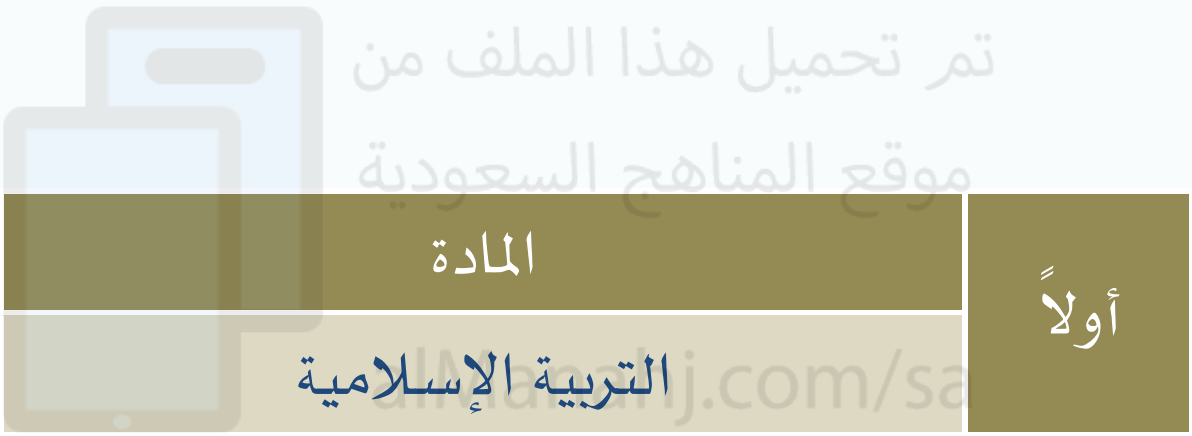 تم تحميل هذا الملف من
موقع المناهج السعودية
أولاً
المادة
التربية الإسلامية
alManahj.com/sa